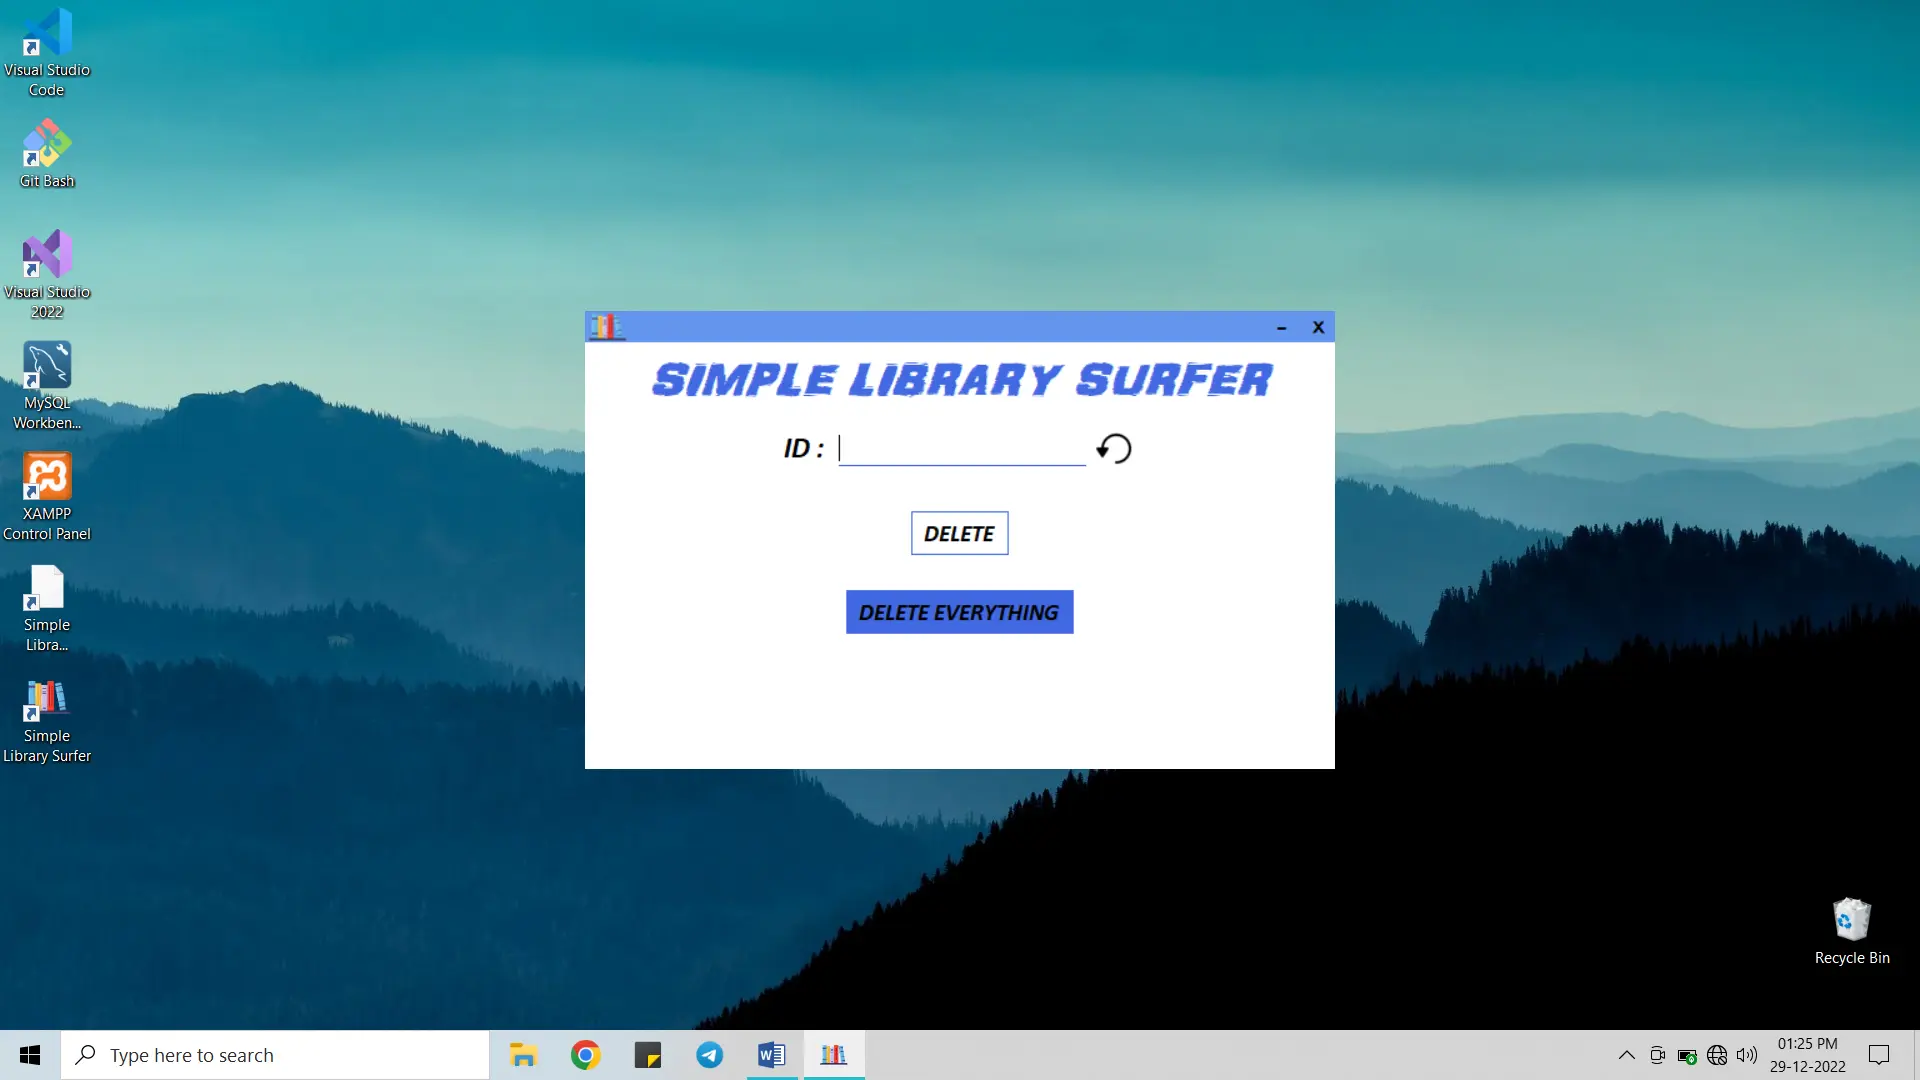 Visual Studio
Code
Git Bash
Visual Studio
2022
MySQL
Workben...
XAMPP
Control Panel
Simple
Libra...
Simple
Library Surfer
- X
SIMPLE LIBRARY SURFER
ID :
DELETE
DELETE EVERYTHING
Recycle Bin
Type here to search
W
01:25 PM
29-12-2022